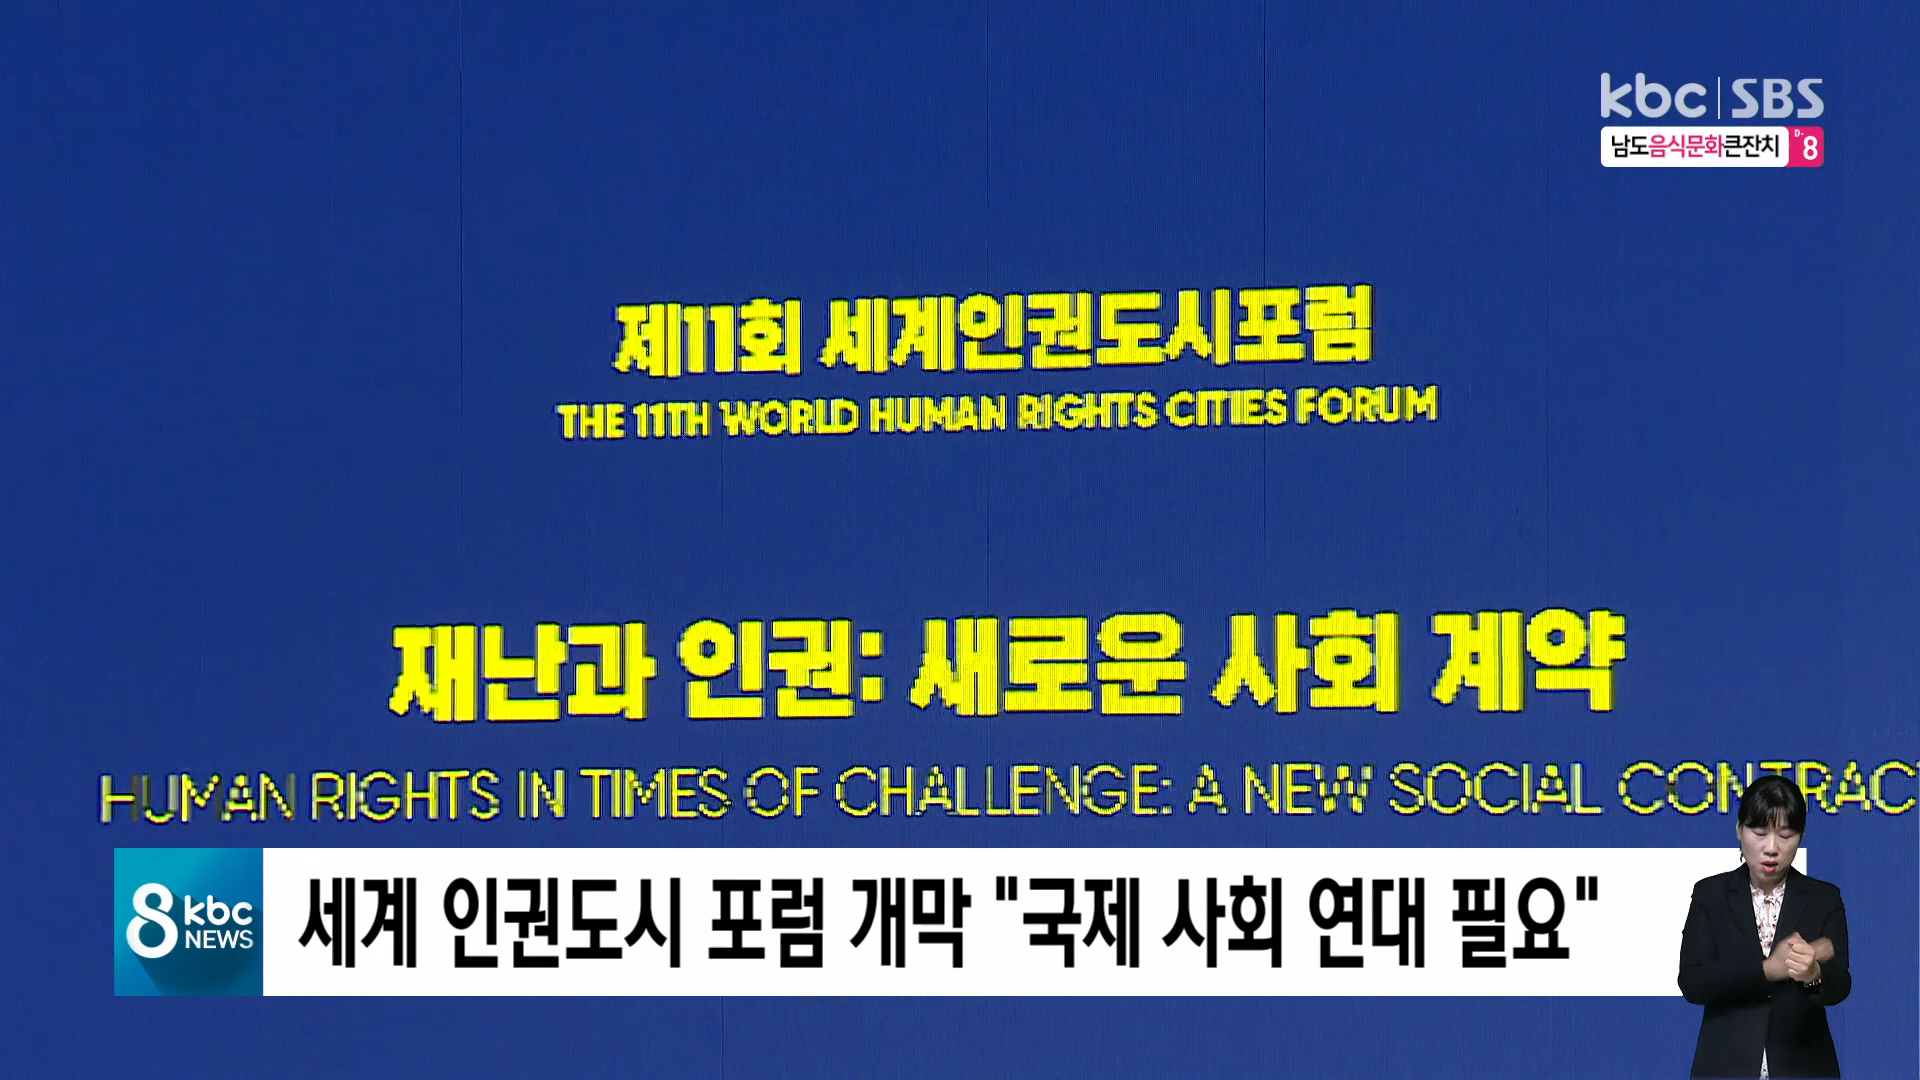 kbc SBS
남도음식문화큰잔치 D-8
제11회 세계인권도시포럼
THE 11TH WORLD HUMAN RIGHTS CITIES FORUM
재난과 인권: 새로운 사회 계약
HUMAN RIGHTS IN TIMES OF CHALLENGE: A NEW SOCIAL CONTRACT
8 kbc NEWS
세계 인권도시 포럼 개막 "국제 사회 연대 필요"